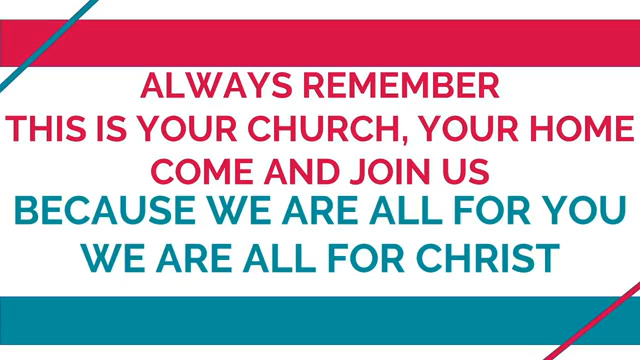 ALWAYS REMEMBER
THIS IS YOUR CHURCH, YOUR HOME
COME AND JOIN US
BECAUSE WE ARE ALL FOR YOU
WE ARE ALL FOR CHRIST